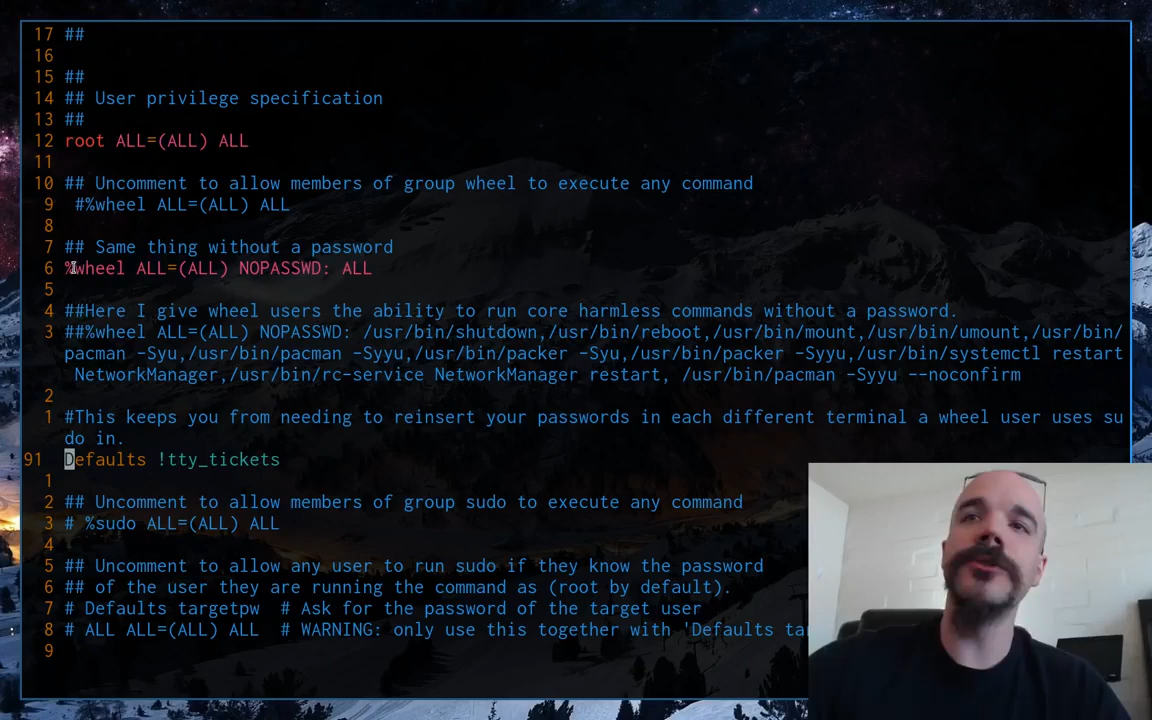 17 ##
16
15 ##
14 ## User privilege specification
13 ##
12 root ALL=(ALL) ALL
11
10 ## Uncomment to allow members of group wheel to execute any command
9 #%wheel ALL=(ALL) ALL
8
7 ## Same thing without a password
6 %wheel ALL=(ALL) NOPASSWD: ALL
5
4 ##Here I give wheel users the ability to run core harmless commands without a password.
3 ##%wheel ALL=(ALL) NOPASSWD: /usr/bin/shutdown,/usr/bin/reboot,/usr/bin/mount,/usr/bin/umount,/usr/bin/
pacman -Syu,/usr/bin/pacman -Syyu,/usr/bin/packer -Syu,/usr/bin/packer -Syyu,/usr/bin/systemctl restart
NetworkManager,/usr/bin/rc-service NetworkManager restart, /usr/bin/pacman -Syyu --noconfirm
2
1 #This keeps you from needing to reinsert your passwords in each different terminal a wheel user uses su
do in.
91 Defaults !tty_tickets
1
2 ## Uncomment to allow members of group sudo to execute any command
3 # %sudo ALL=(ALL) ALL
4
5 ## Uncomment to allow any user to run sudo if they know the password
6 ## of the user they are running the command as (root by default).
7 # Defaults targetpw # Ask for the password of the target user
8 # ALL ALL=(ALL) ALL # WARNING: only use this together with 'Defaults ta
9